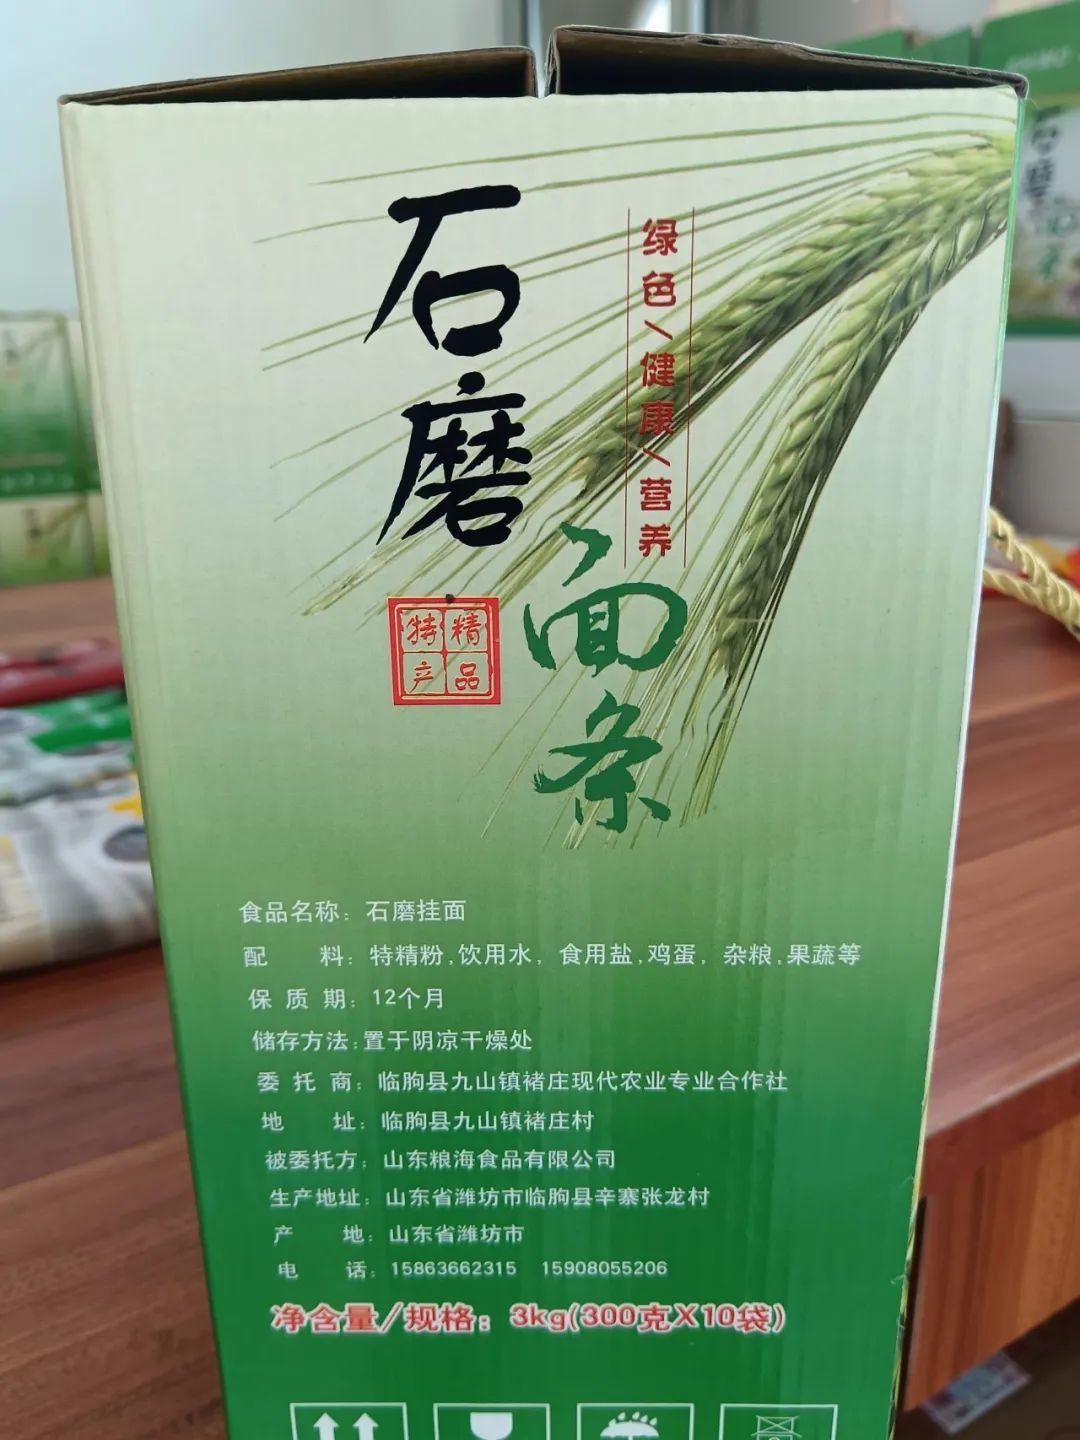 石磨
面条
绿色/健康/营养
特精
产品
食品名称：石磨挂面
配 料：特精粉,饮用水，食用盐,鸡蛋，杂粮,果蔬等
保 质 期：12个月
储存方法：置于阴凉干燥处
委 托 商：临朐县九山镇褚庄现代农业专业合作社
地 址：临朐县九山镇褚庄村
被委托方：山东粮海食品有限公司
生产地址：山东省潍坊市临朐县辛寨张龙村
产 地：山东省潍坊市
电 话：15863662315 15908055206
净含量/规格：3kg(300克X10袋)